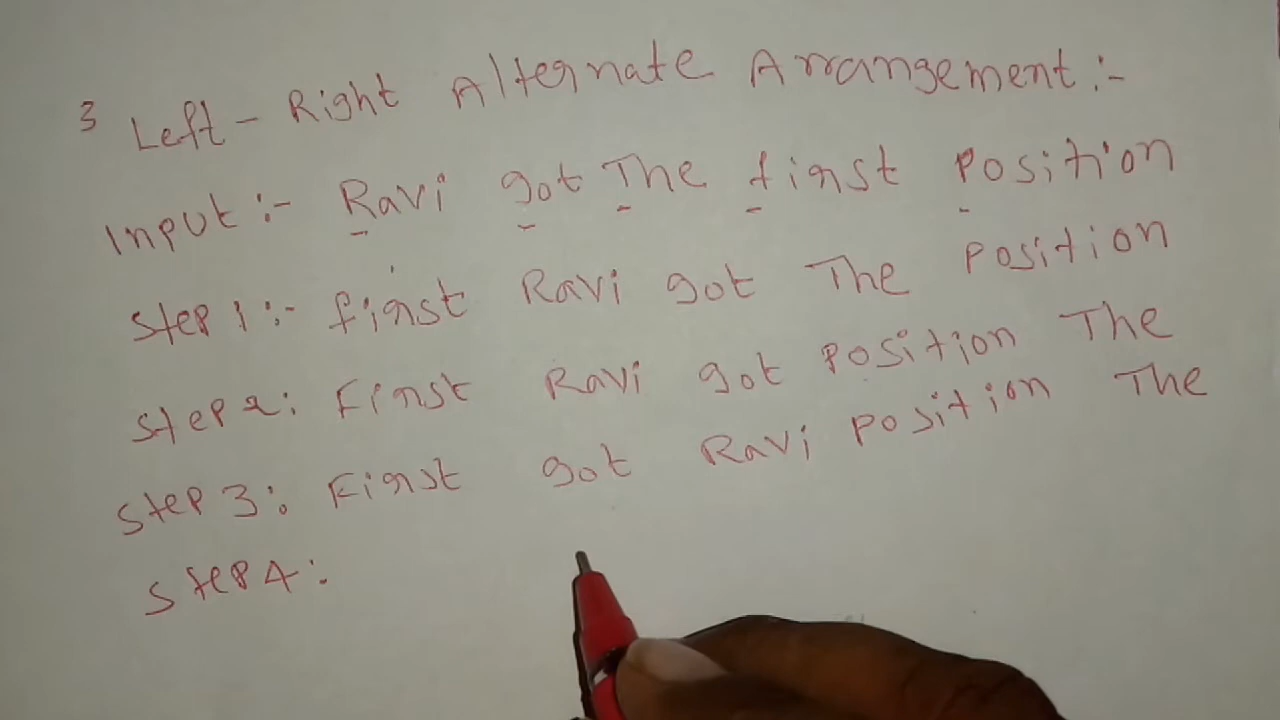 3 Left - Right Alternate Arrangement :-
Input :- Ravi got The first Position
Step 1 :- first Ravi got The Position
Step 2 : First Ravi got Position The
Step 3 : First got Ravi Position The
Step 4 :